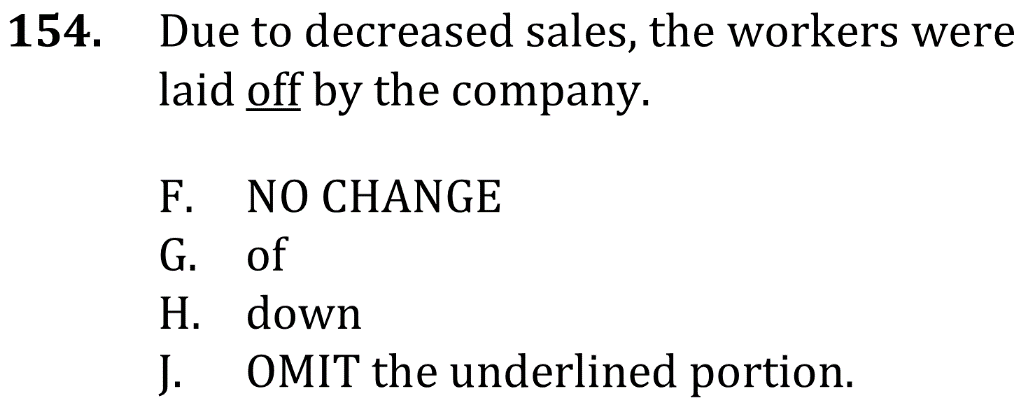 154. Due to decreased sales, the workers were
laid off by the company.
F. NO CHANGE
G. of
H. down
J. OMIT the underlined portion.